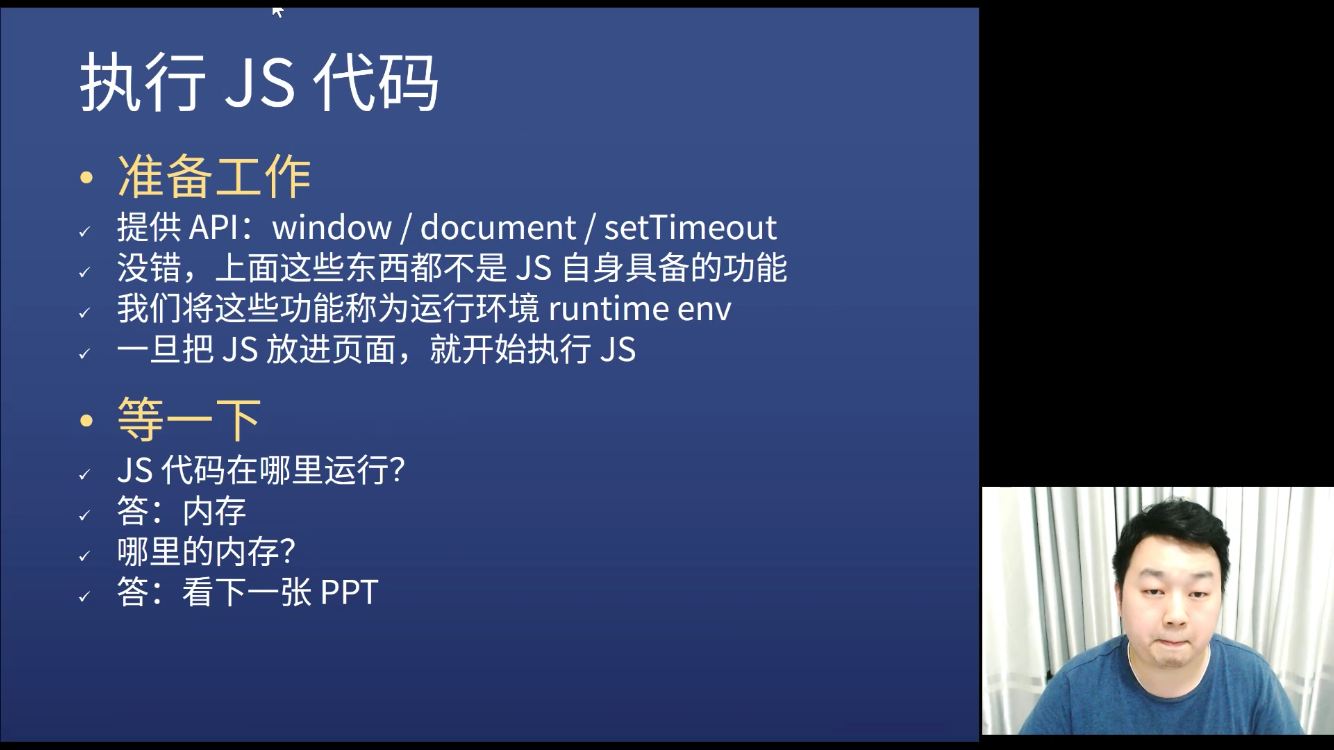 执行 JS 代码
• 准备工作
✓ 提供 API：window / document / setTimeout
✓ 没错，上面这些东西都不是 JS 自身具备的功能
✓ 我们将这些功能称为运行环境 runtime env
✓ 一旦把 JS 放进页面，就开始执行 JS
• 等一下
✓ JS 代码在哪里运行？
✓ 答：内存
✓ 哪里的内存？
✓ 答：看下一张 PPT